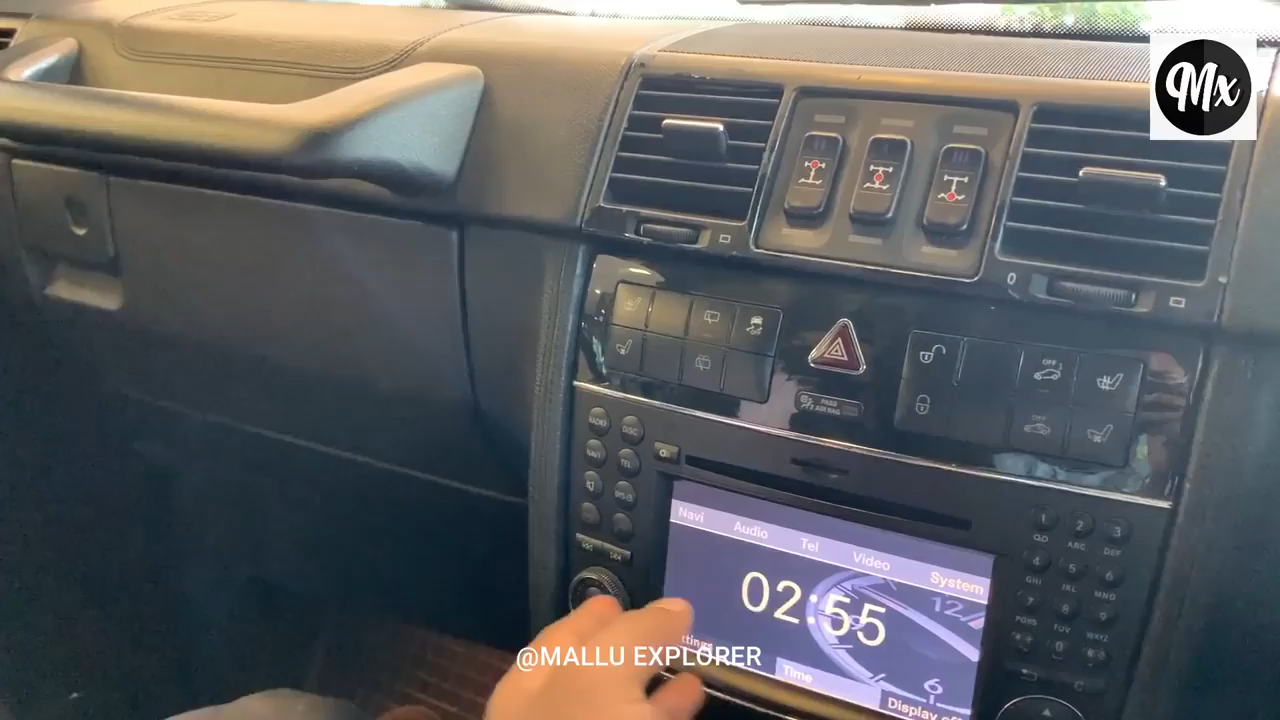 Mx
0
OFF
OFF
PASS
AIR BAG
RADIO
DISC
NAVI
TEL
Navi
Audio
Tel
Video
System
02:55
12
6
Time
Display off
1
2
3
ABC
DEF
4
5
6
GHI
JKL
MNO
7
8
9
PQRS
WXYZ
0
C
@MALLU EXPLORER